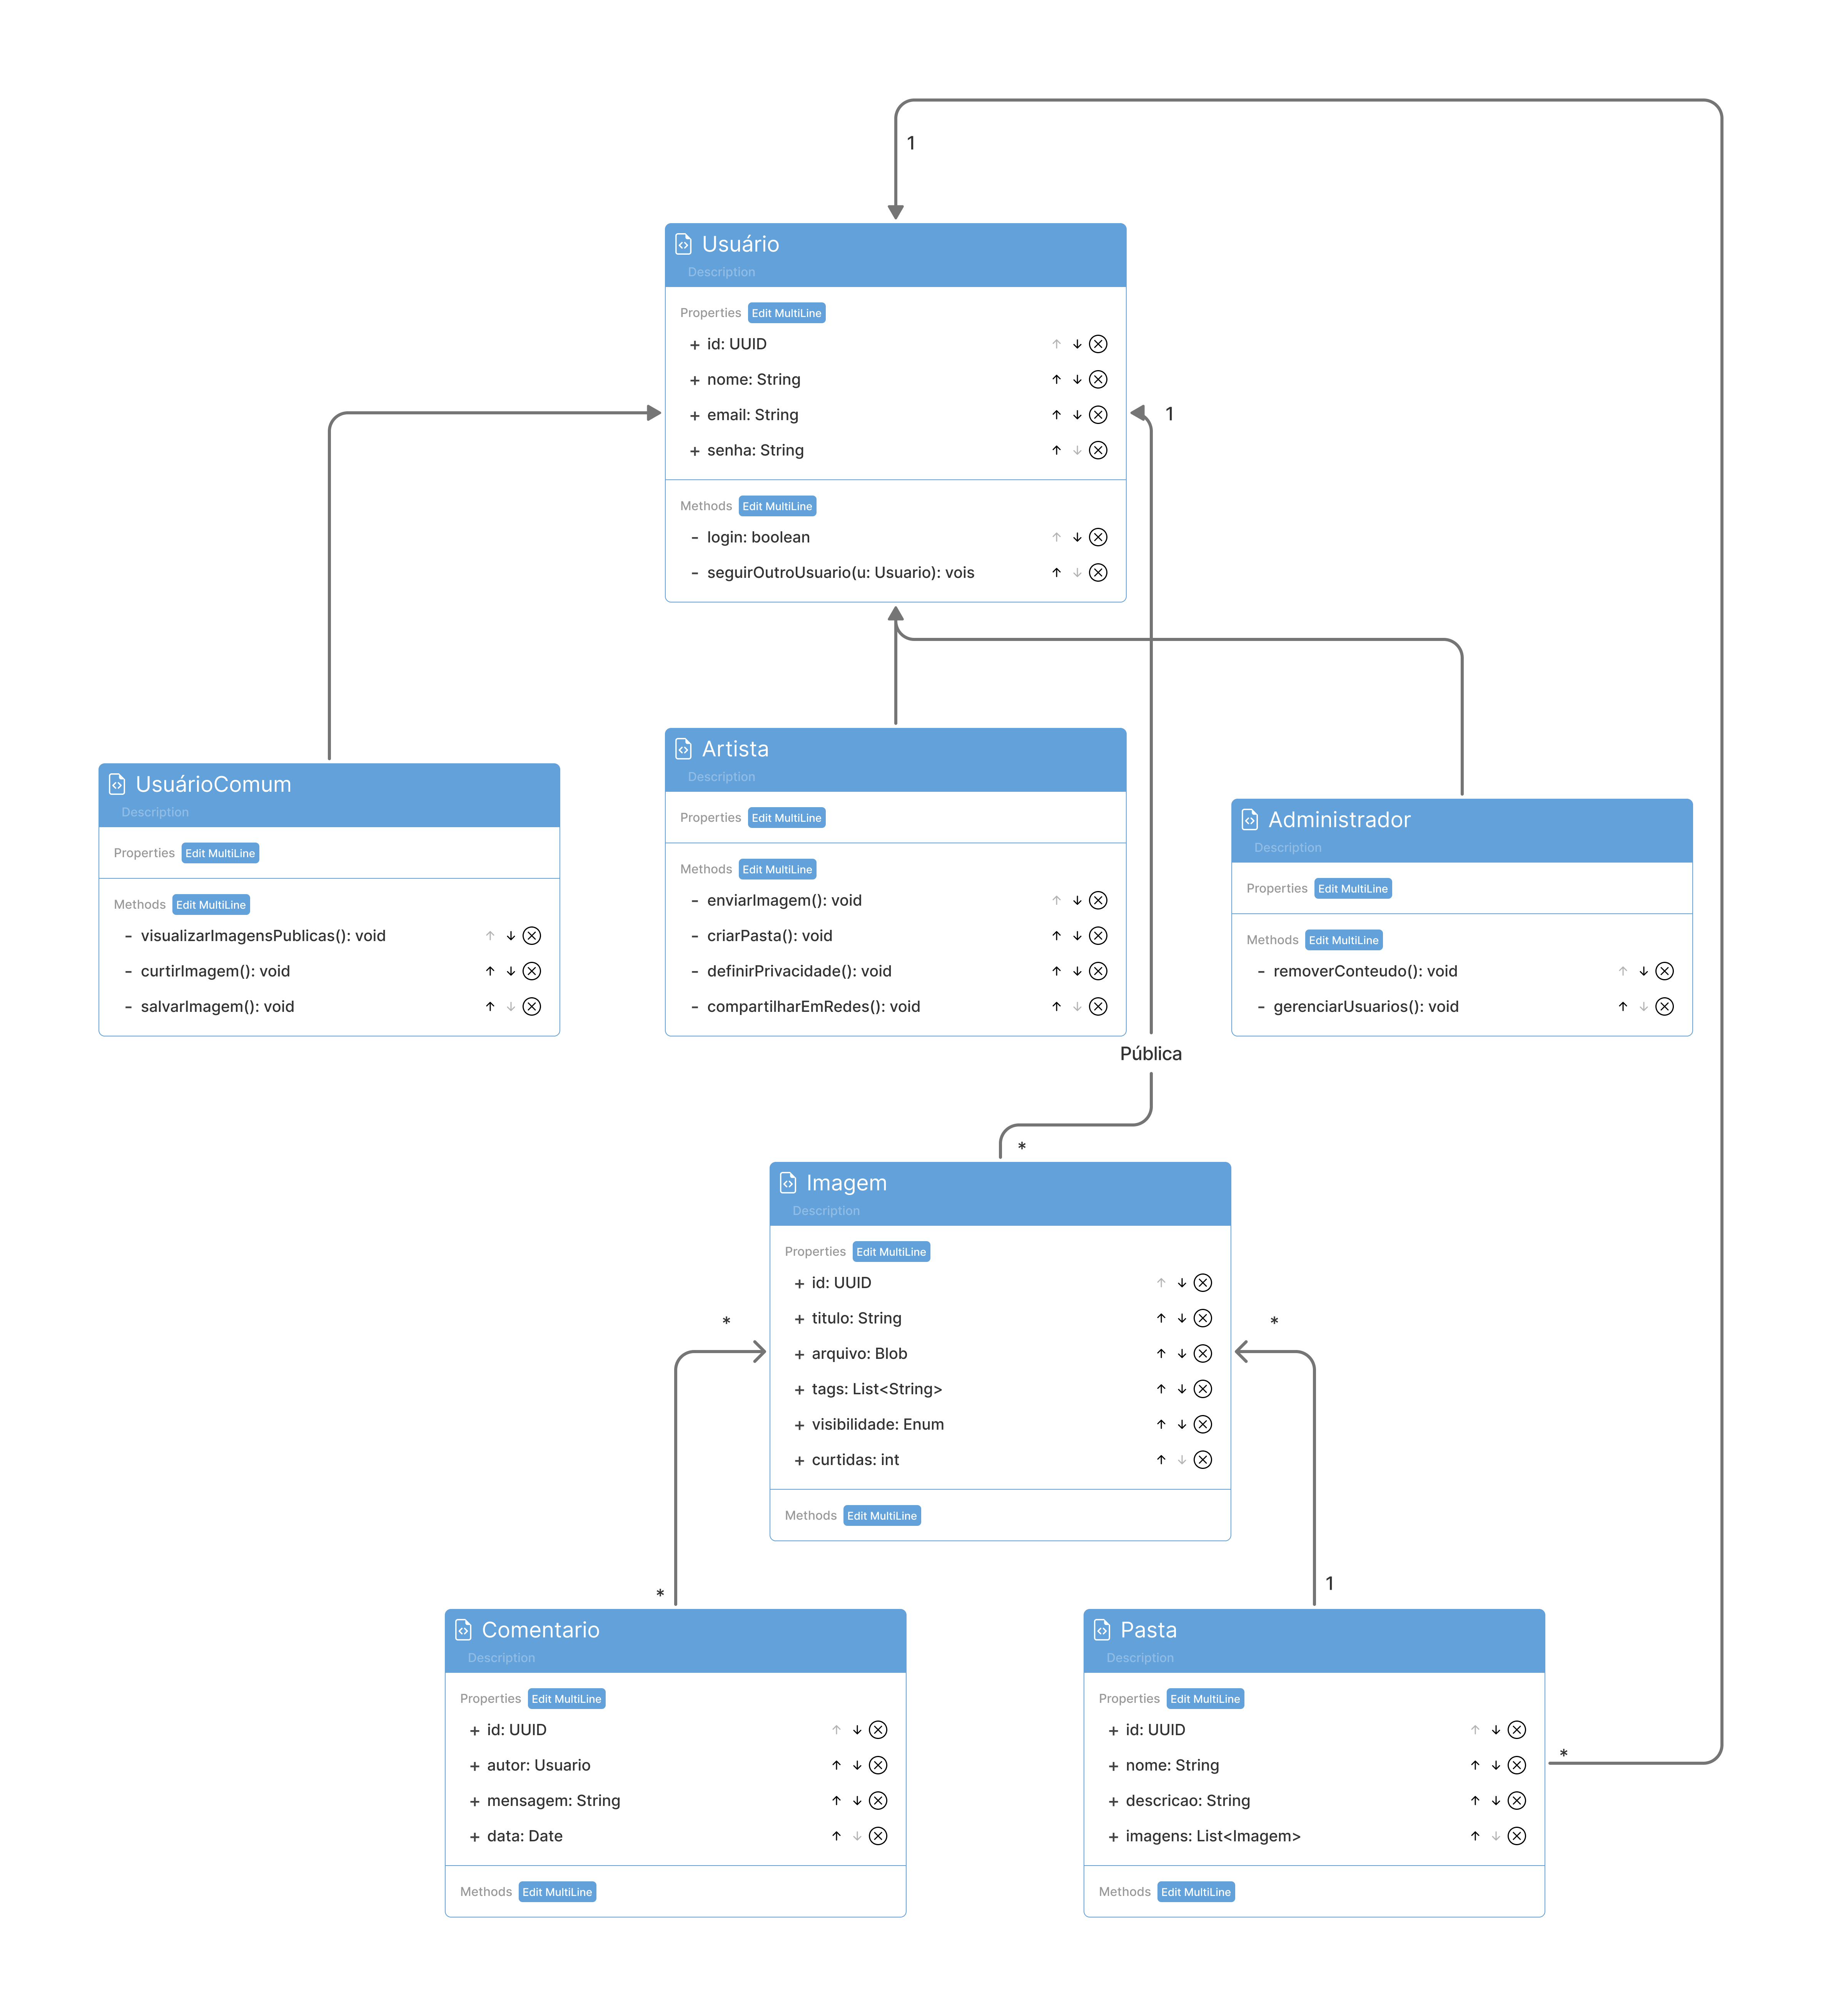 1
Usuário
Description
Properties Edit MultiLine
+ id: UUID
+ nome: String
+ email: String
+ senha: String
1
Methods Edit MultiLine
- login: boolean
- seguirOutroUsuario(u: Usuario): vois
UsuárioComum
Description
Properties Edit MultiLine
Methods Edit MultiLine
- visualizarImagensPublicas(): void
- curtirImagem(): void
- salvarImagem(): void
Artista
Description
Properties Edit MultiLine
Methods Edit MultiLine
- enviarImagem(): void
- criarPasta(): void
- definirPrivacidade(): void
- compartilharEmRedes(): void
Administrador
Description
Properties Edit MultiLine
Methods Edit MultiLine
- removerConteudo(): void
- gerenciarUsuarios(): void
Pública
*
Imagem
Description
Properties Edit MultiLine
+ id: UUID
+ titulo: String
+ arquivo: Blob
+ tags: List<String>
+ visibilidade: Enum
+ curtidas: int
Methods Edit MultiLine
*
*
*
1
Comentario
Description
Properties Edit MultiLine
+ id: UUID
+ autor: Usuario
+ mensagem: String
+ data: Date
Methods Edit MultiLine
Pasta
Description
Properties Edit MultiLine
+ id: UUID
+ nome: String
+ descricao: String
+ imagens: List<Imagem>
Methods Edit MultiLine
*